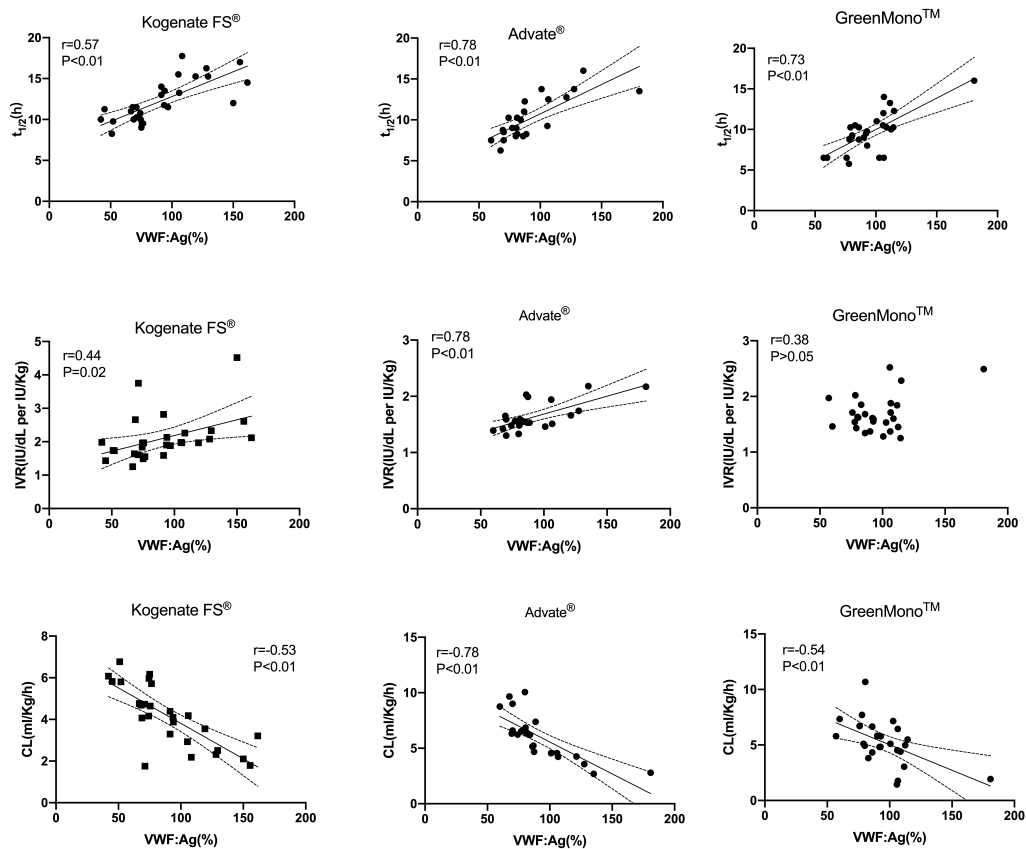 Kogenate FS®
r=0.57
P<0.01
20
15
10
5
0
t1/2(h)
0 50 100 150 200
VWF:Ag(%)
Advate®
r=0.78
P<0.01
20
15
10
5
0
t1/2(h)
0 50 100 150 200
VWF:Ag(%)
GreenMono™
r=0.73
P<0.01
20
15
10
5
0
t1/2(h)
0 50 100 150 200
VWF:Ag(%)
Kogenate FS®
r=0.44
P=0.02
5
4
3
2
1
0
IVR(IU/dL per IU/Kg)
0 50 100 150 200
VWF:Ag(%)
Advate®
r=0.78
P<0.01
3
2
1
0
IVR(IU/dL per IU/Kg)
0 50 100 150 200
VWF:Ag(%)
GreenMono™
r=0.38
P>0.05
3
2
1
0
IVR(IU/dL per IU/Kg)
0 50 100 150 200
VWF:Ag(%)
Kogenate FS®
r=-0.53
P<0.01
8
6
4
2
0
CL(ml/Kg/h)
0 50 100 150 200
VWF:Ag(%)
Advate®
r=-0.78
P<0.01
15
10
5
0
CL(ml/Kg/h)
0 50 100 150 200
VWF:Ag(%)
GreenMono™
r=-0.54
P<0.01
15
10
5
0
CL(ml/Kg/h)
0 50 100 150 200
VWF:Ag(%)